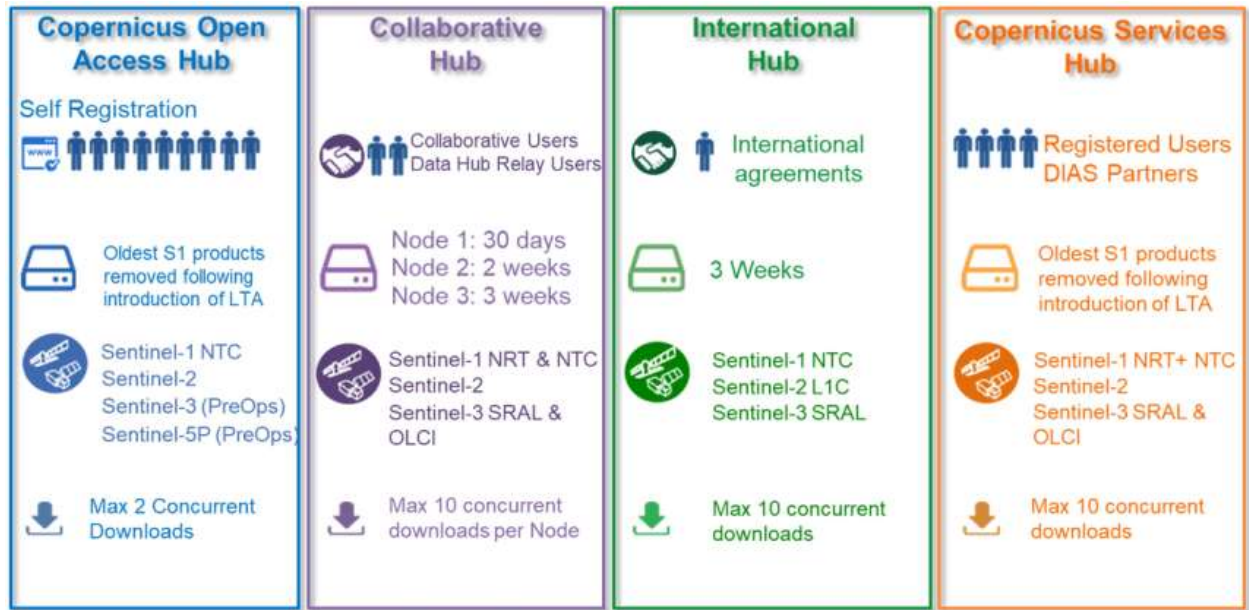 Copernicus Open
Access Hub
Self Registration
www
Oldest S1 products
removed following
introduction of LTA
Sentinel-1 NTC
Sentinel-2
Sentinel-3 (PreOps)
Sentinel-5P (PreOps)
Max 2 Concurrent
Downloads
Collaborative
Hub
Collaborative Users
Data Hub Relay Users
Node 1: 30 days
Node 2: 2 weeks
Node 3: 3 weeks
Sentinel-1 NRT & NTC
Sentinel-2
Sentinel-3 SRAL &
OLCI
Max 10 concurrent
downloads per Node
International
Hub
International
agreements
3 Weeks
Sentinel-1 NTC
Sentinel-2 L1C
Sentinel-3 SRAL
Max 10 concurrent
downloads
Copernicus Services
Hub
Registered Users
DIAS Partners
Oldest S1 products
removed following
introduction of LTA
Sentinel-1 NRT+ NTC
Sentinel-2
Sentinel-3 SRAL &
OLCI
Max 10 concurrent
downloads